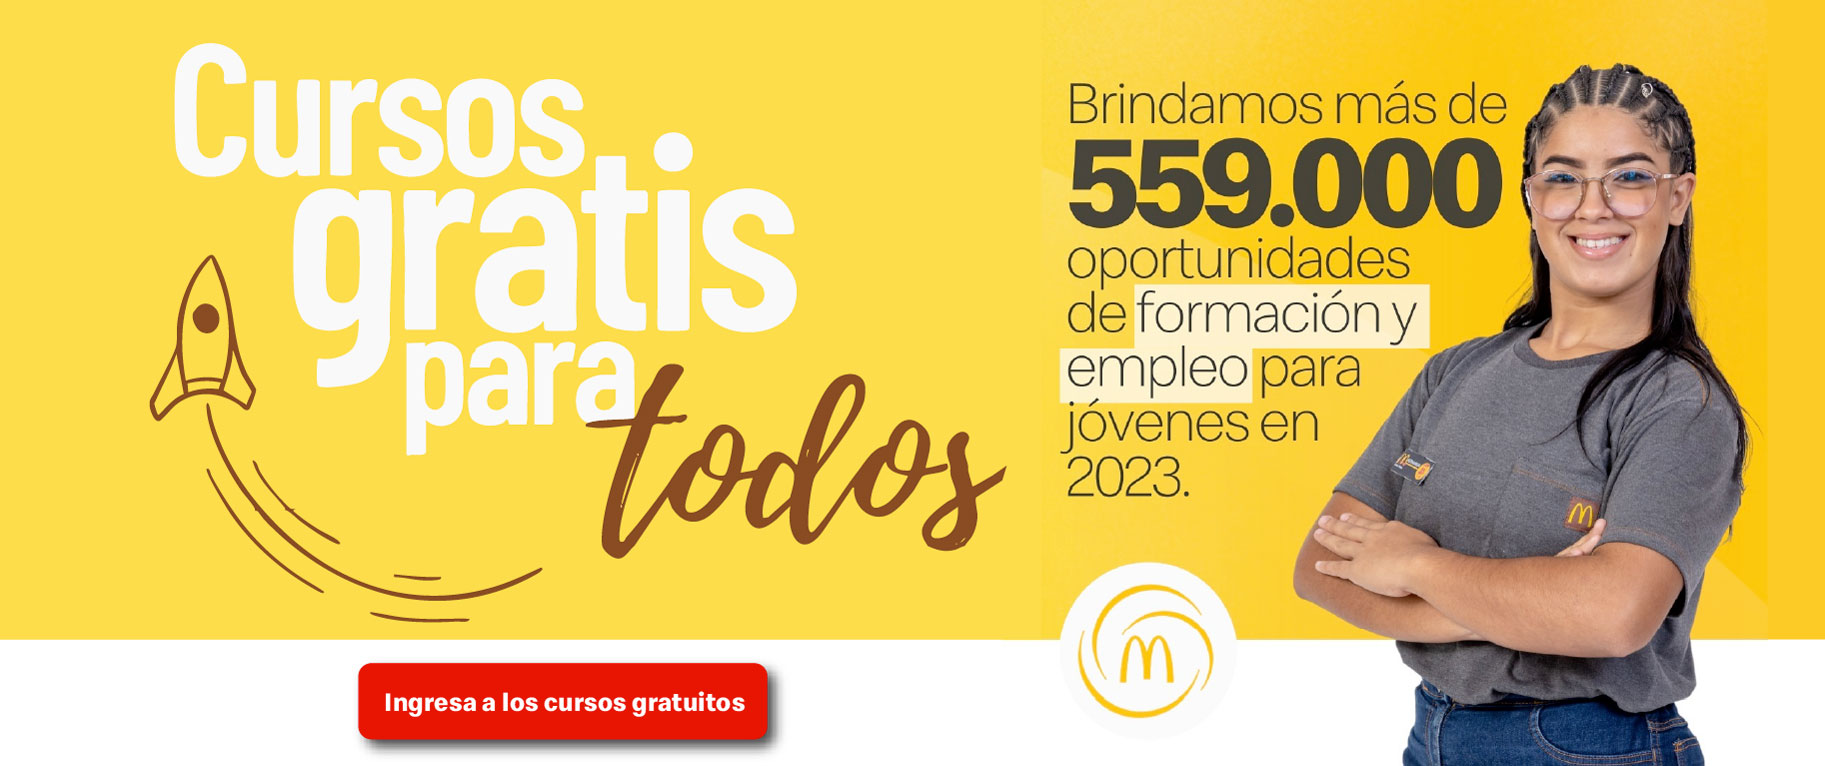 Cursos
gratis
para
todos
Ingresa a los cursos gratuitos
Brindamos más de
559.000
oportunidades
de formación y
empleo para
jóvenes en
2023.